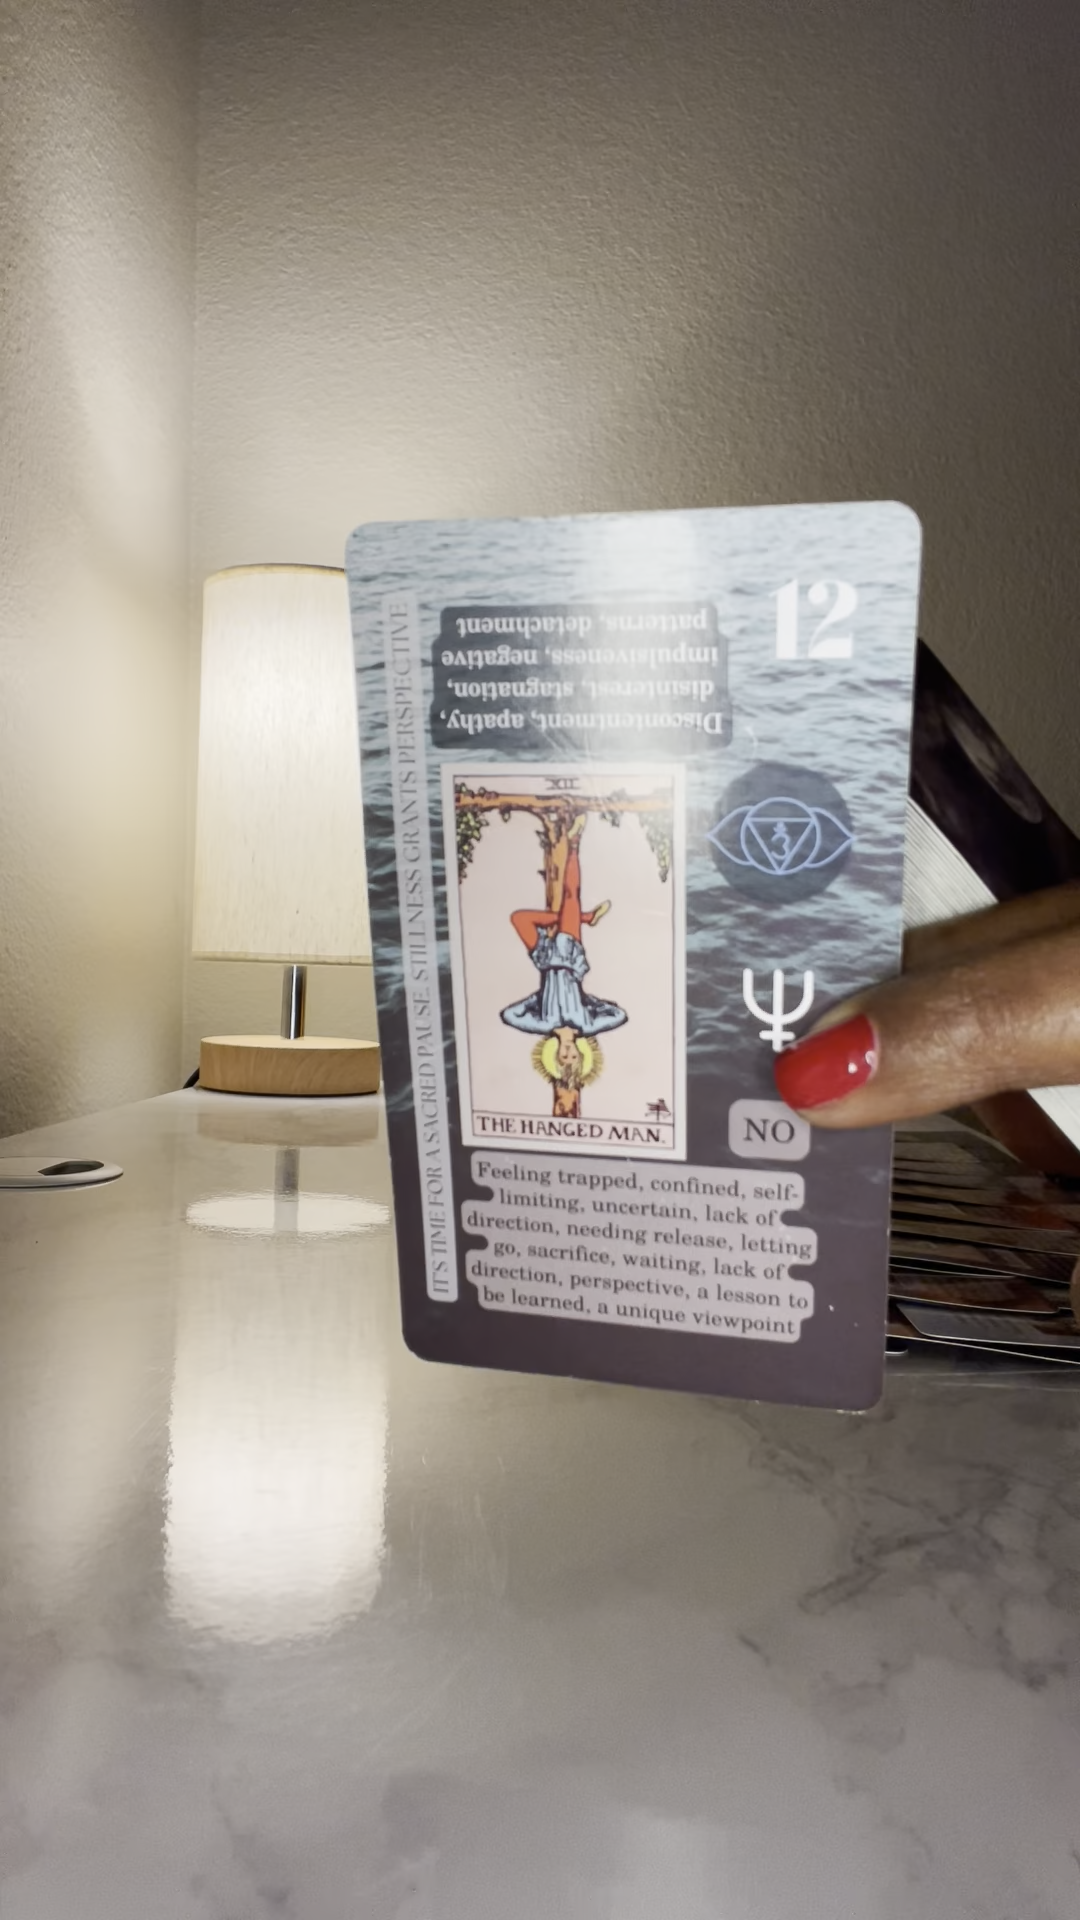 12
Discontentment, apathy,
disinterest, stagnation,
impulsiveness, negative
patterns, detachment
IT'S TIME FOR A SACRED PAUSE. STILLNESS GRANTS PERSPECTIVE
XII
THE HANGED MAN.
NO
Feeling trapped, confined, self-
limiting, uncertain, lack of
direction, needing release, letting
go, sacrifice, waiting, lack of
direction, perspective, a lesson to
be learned, a unique viewpoint